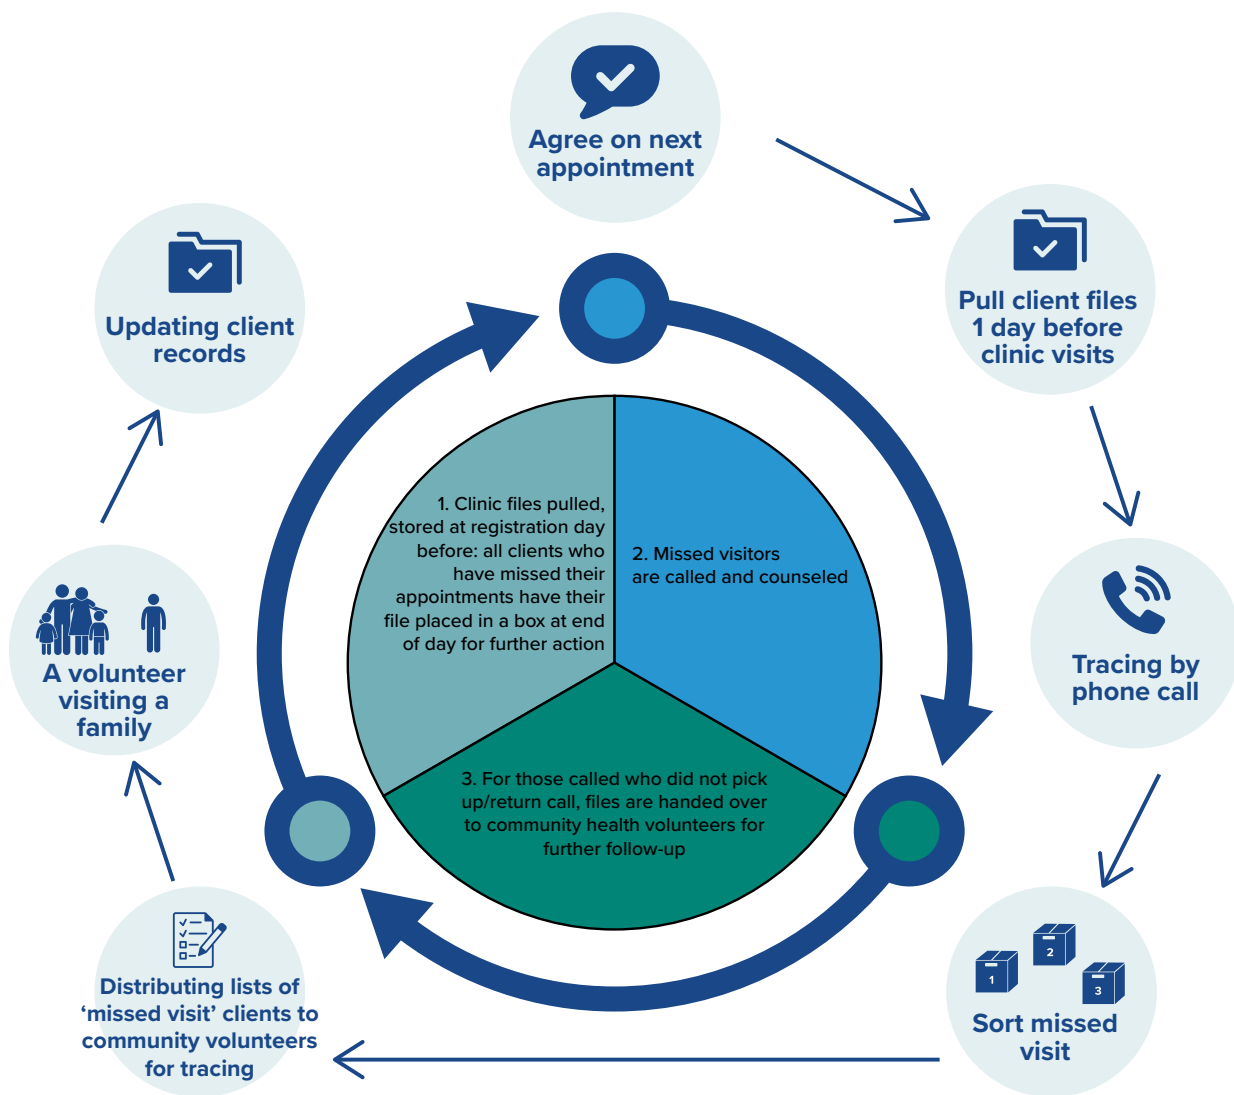 Agree on next
appointment
Pull client files
1 day before
clinic visits
Tracing by
phone call
1
2
3
Sort missed
visit
Distributing lists of
‘missed visit’ clients to
community volunteers
for tracing
A volunteer
visiting a
family
Updating client
records
1. Clinic files pulled,
stored at registration day
before: all clients who
have missed their
appointments have their
file placed in a box at end
of day for further action
2. Missed visitors
are called and counseled
3. For those called who did not pick
up/return call, files are handed over
to community health volunteers for
further follow-up